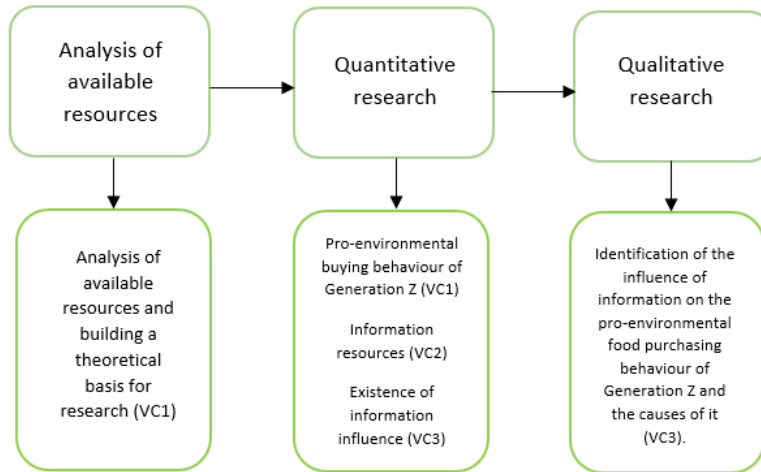 Analysis of
available
resources
Quantitative
research
Qualitative
research
Analysis of
available
resources and
building a
theoretical
basis for
research (VC1)
Pro-environmental
buying behaviour of
Generation Z (VC1)
Information
resources (VC2)
Existence of
information
influence (VC3)
Identification of the
influence of
information on the
pro-environmental
food purchasing
behaviour of
Generation Z and
the causes of it
(VC3).